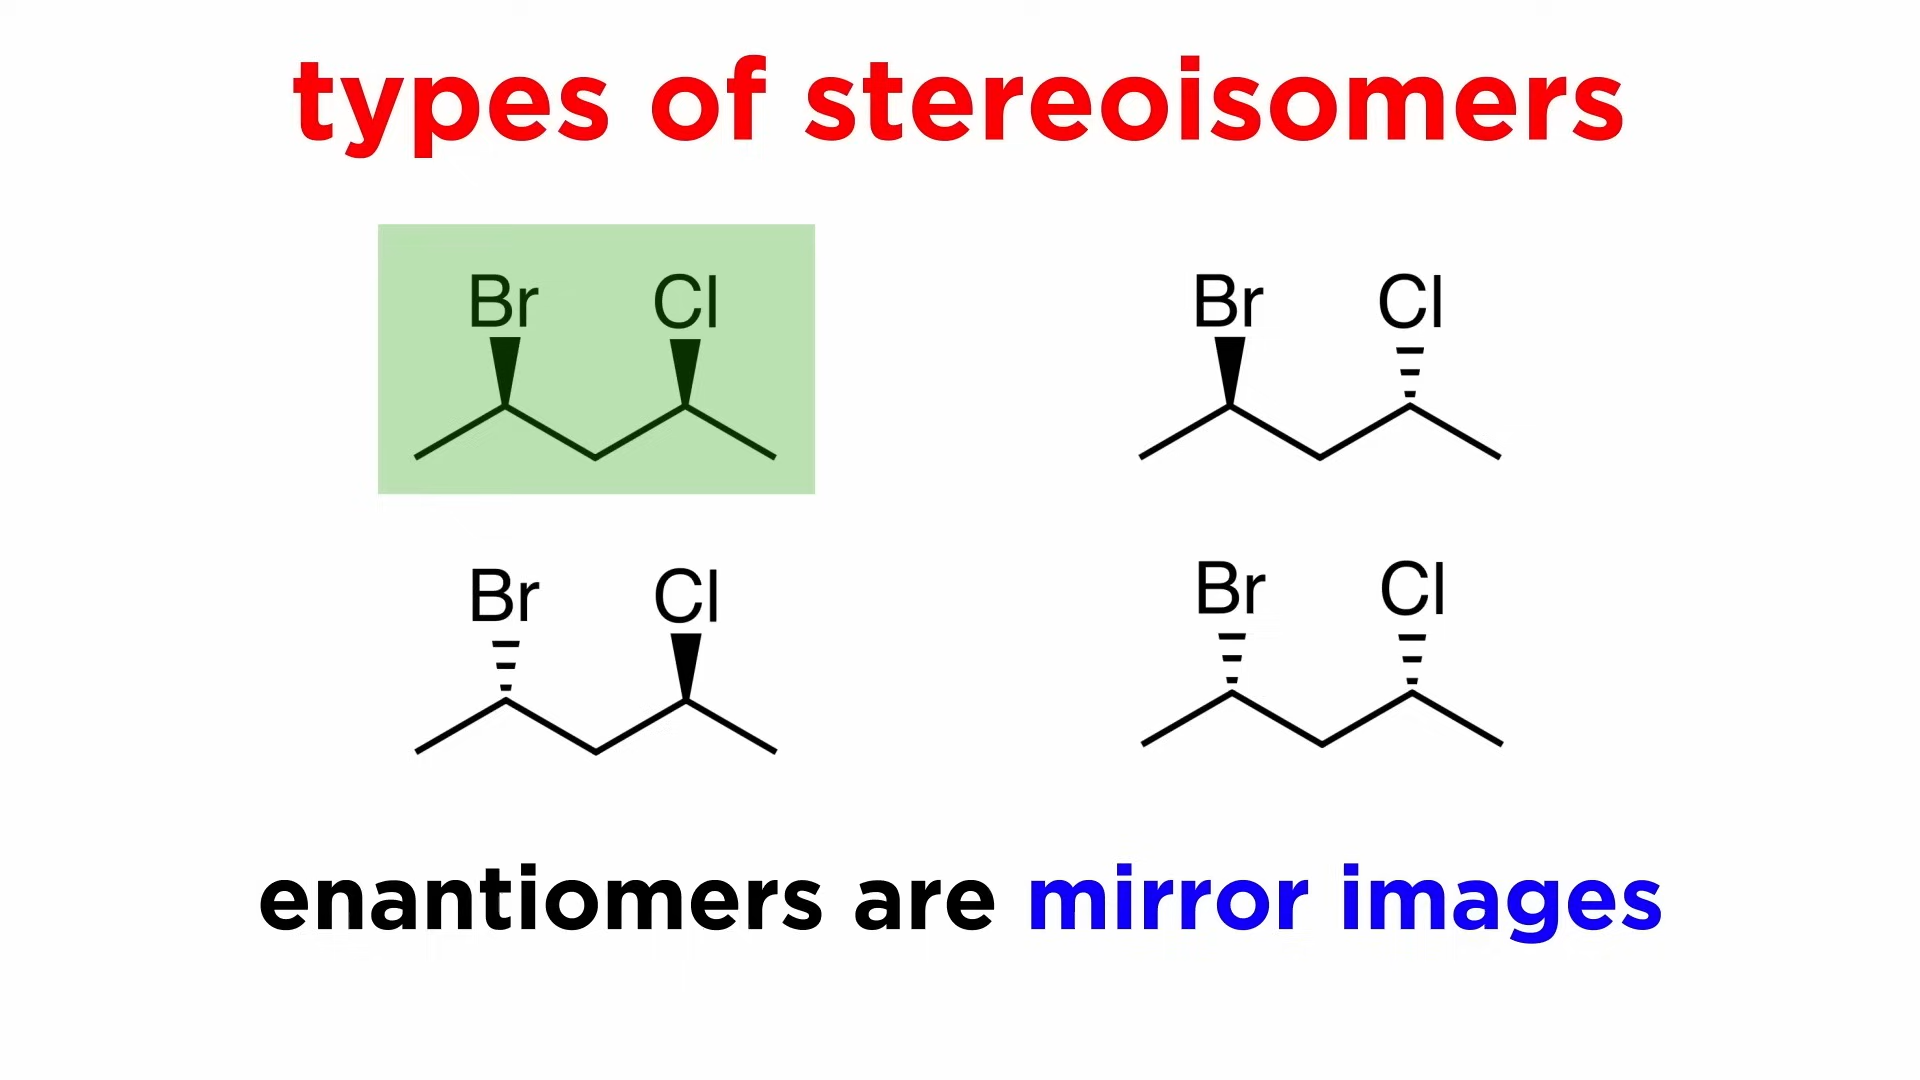 types of stereoisomers
Br Cl
Br Cl
Br Cl
Br Cl
enantiomers are mirror images